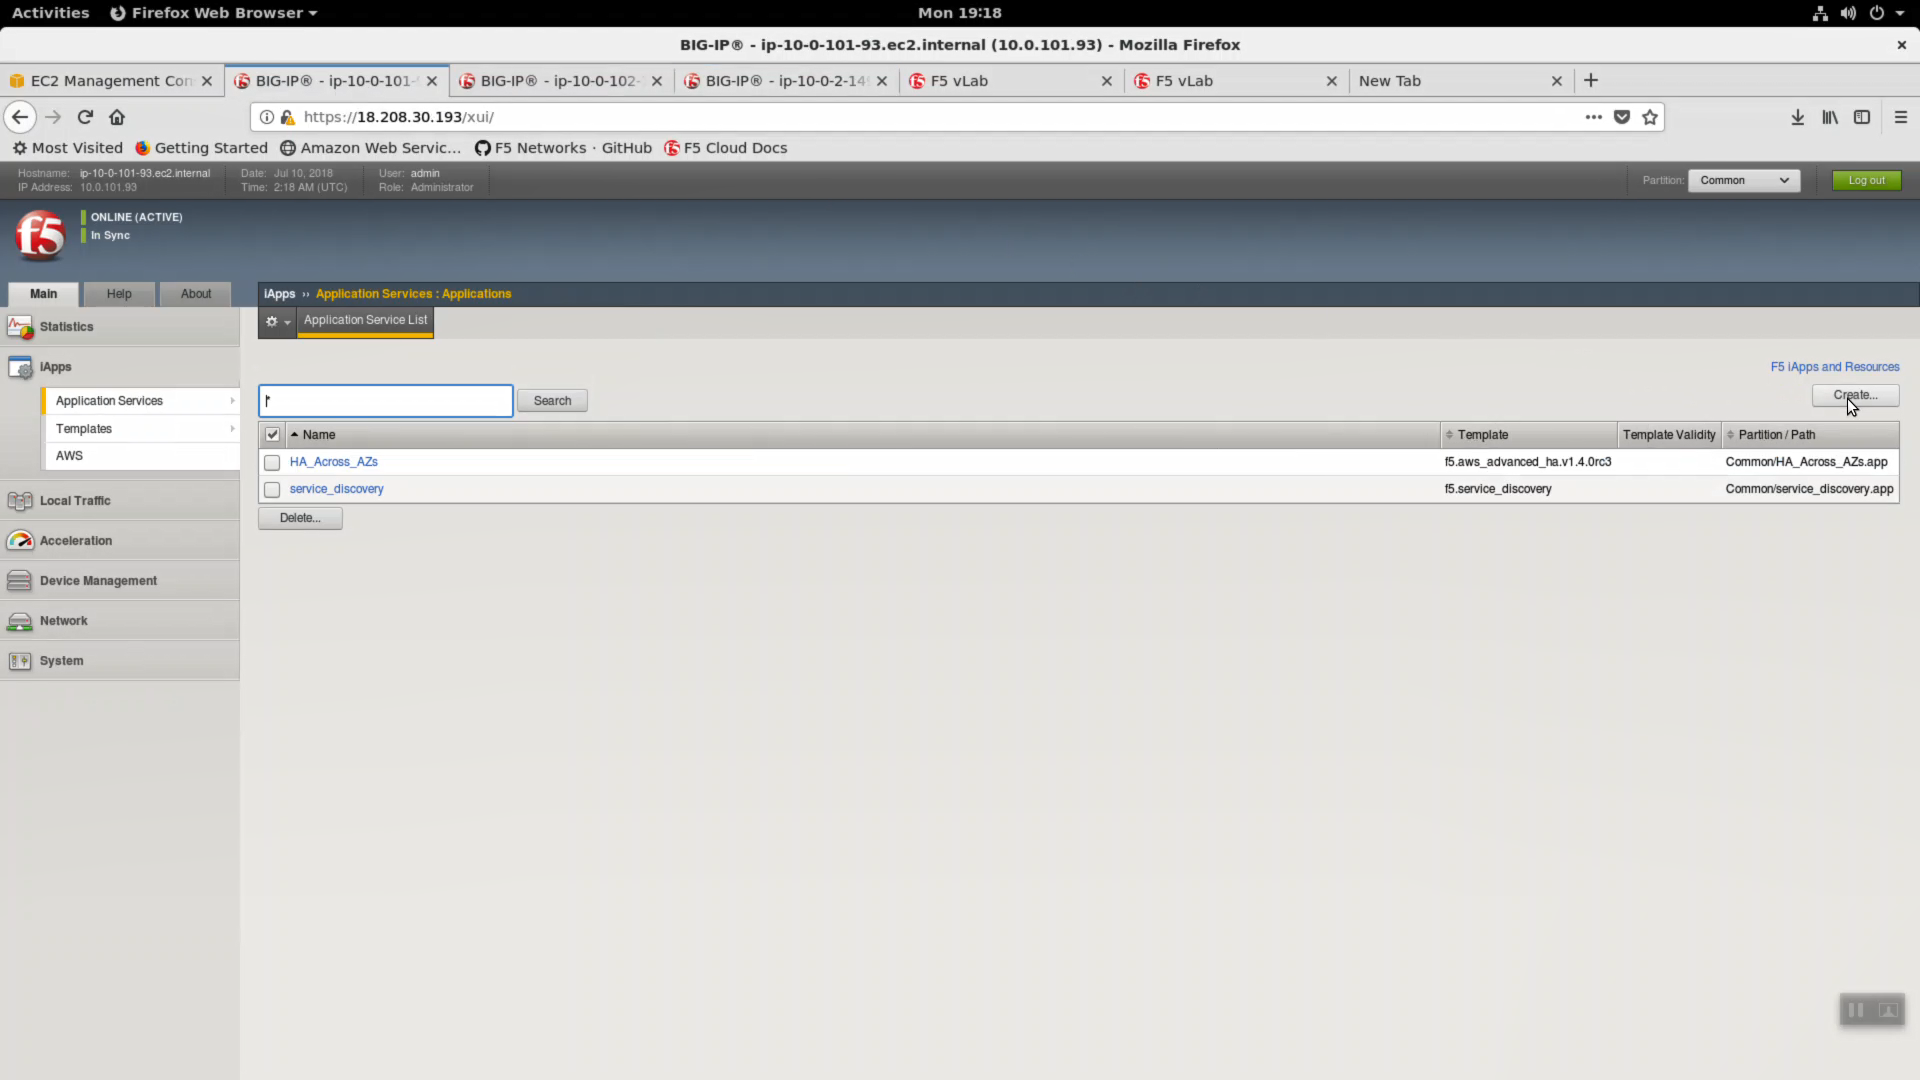 Activities Firefox Web Browser Mon 19:18
BIG-IP® - ip-10-0-101-93.ec2.internal (10.0.101.93) - Mozilla Firefox
EC2 Management Con BIG-IP® - ip-10-0-101- BIG-IP® - ip-10-0-102- BIG-IP® - ip-10-0-2-149 F5 vLab F5 vLab New Tab
https://18.208.30.193/xui/
Most Visited Getting Started Amazon Web Servic... F5 Networks · GitHub F5 Cloud Docs
Hostname: ip-10-0-101-93.ec2.internal Date: Jul 10, 2018 User: admin
IP Address: 10.0.101.93 Time: 2:18 AM (UTC) Role: Administrator
Partition: Common Log out
f5 ONLINE (ACTIVE)
In Sync
Main Help About
iApps ›› Application Services : Applications
Application Service List
Statistics
iApps
Application Services
Templates
AWS
Local Traffic
Acceleration
Device Management
Network
System
F5 iApps and Resources
* Search Create...
Name Template Template Validity Partition / Path
HA_Across_AZs f5.aws_advanced_ha.v1.4.0rc3 Common/HA_Across_AZs.app
service_discovery f5.service_discovery Common/service_discovery.app
Delete...